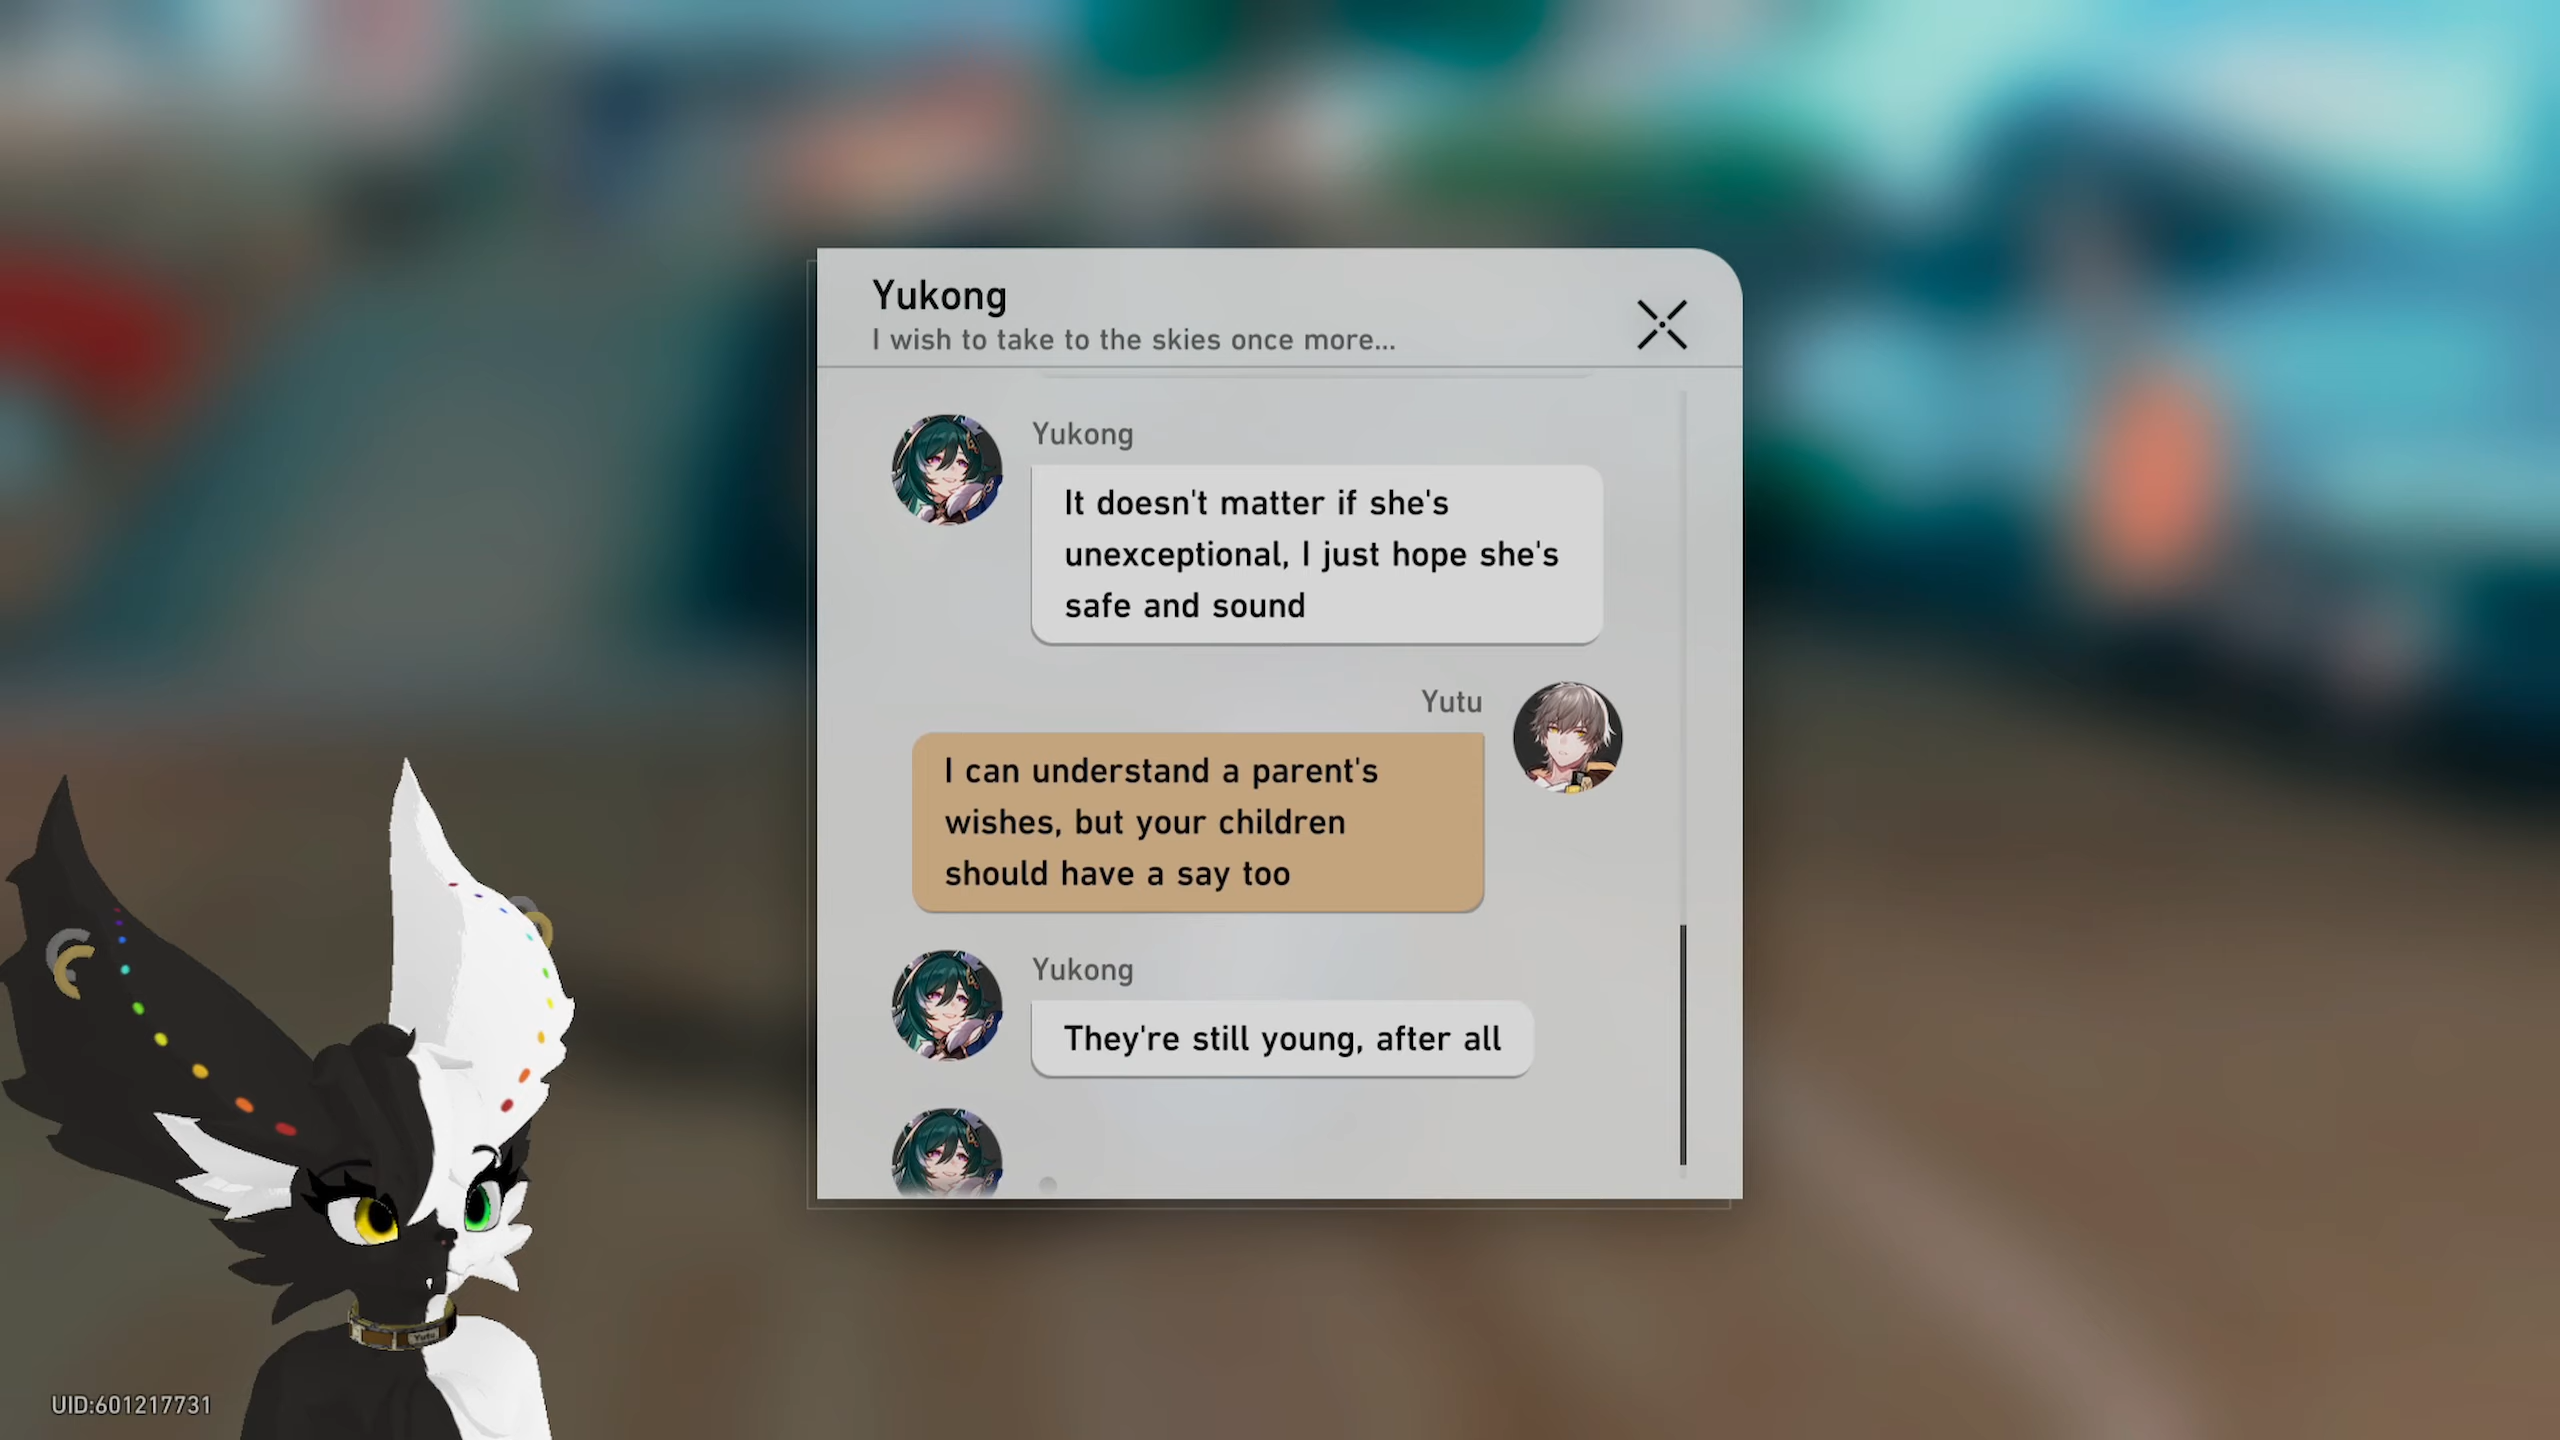 Yukong
I wish to take to the skies once more...
Yukong
It doesn't matter if she's
unexceptional, I just hope she's
safe and sound
Yutu
I can understand a parent's
wishes, but your children
should have a say too
Yukong
They're still young, after all
Yutu
UID:601217731